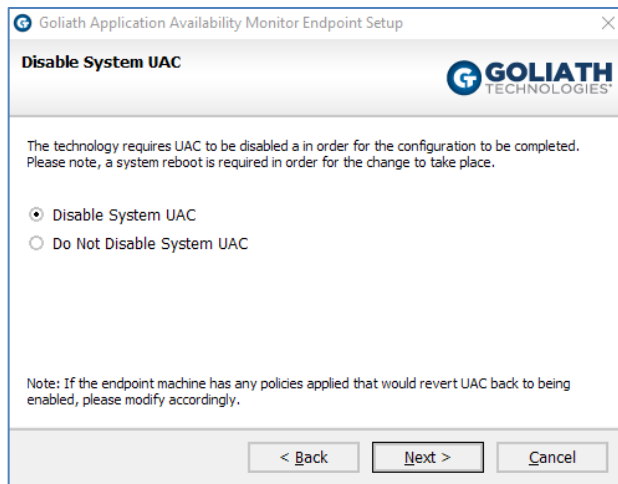 Goliath Application Availability Monitor Endpoint Setup
Disable System UAC
G GOLIATH
TECHNOLOGIES
The technology requires UAC to be disabled a in order for the configuration to be completed.
Please note, a system reboot is required in order for the change to take place.
Disable System UAC
Do Not Disable System UAC
Note: If the endpoint machine has any policies applied that would revert UAC back to being
enabled, please modify accordingly.
< Back Next > Cancel